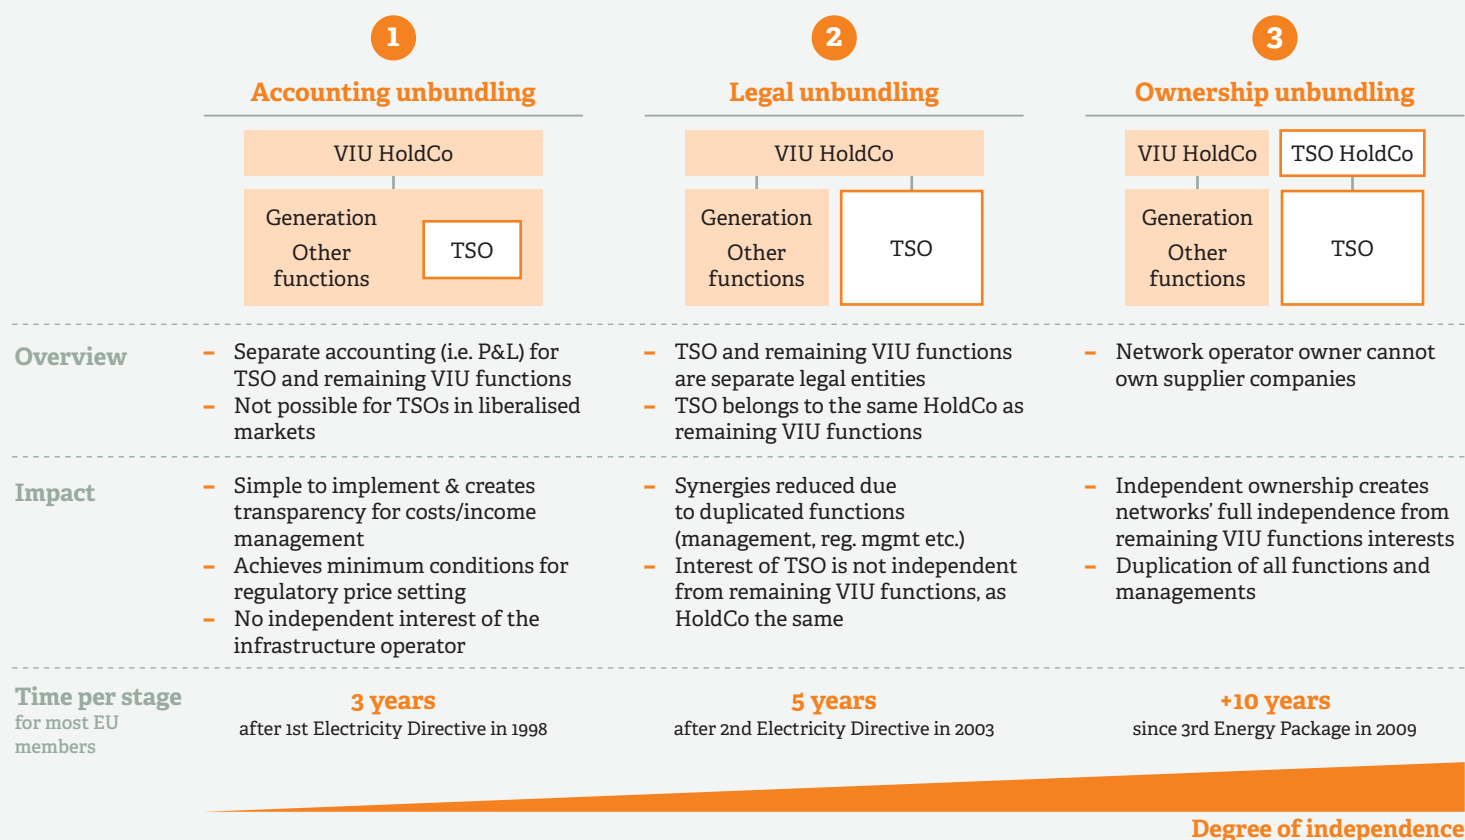 1
Accounting unbundling
VIU HoldCo
Generation
Other
functions
TSO
2
Legal unbundling
VIU HoldCo
Generation
Other
functions
TSO
3
Ownership unbundling
VIU HoldCo
TSO HoldCo
Generation
Other
functions
TSO
Overview
– Separate accounting (i.e. P&L) for
TSO and remaining VIU functions
– Not possible for TSOs in liberalised
markets
– TSO and remaining VIU functions
are separate legal entities
– TSO belongs to the same HoldCo as
remaining VIU functions
– Network operator owner cannot
own supplier companies
Impact
– Simple to implement & creates
transparency for costs/income
management
– Achieves minimum conditions for
regulatory price setting
– No independent interest of the
infrastructure operator
– Synergies reduced due
to duplicated functions
(management, reg. mgmt etc.)
– Interest of TSO is not independent
from remaining VIU functions, as
HoldCo the same
– Independent ownership creates
networks’ full independence from
remaining VIU functions interests
– Duplication of all functions and
managements
Time per stage
for most EU
members
3 years
after 1st Electricity Directive in 1998
5 years
after 2nd Electricity Directive in 2003
+10 years
since 3rd Energy Package in 2009
Degree of independence